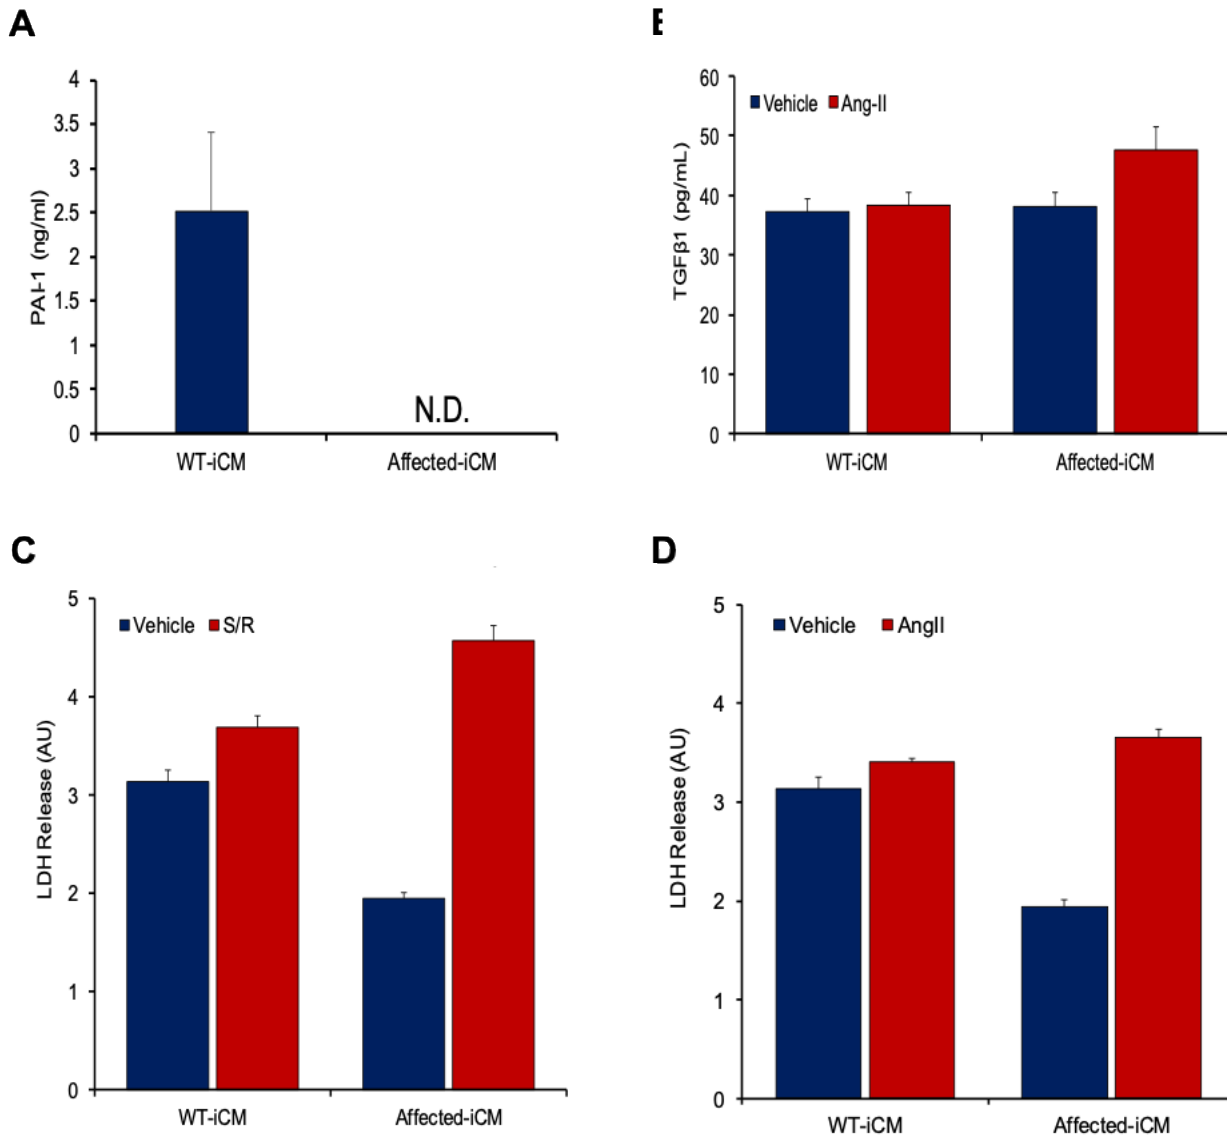 A
PAI-1 (ng/ml)
4
3.5
3
2.5
2
1.5
1
0.5
0
N.D.
WT-iCM Affected-iCM
TGFβ1 (pg/mL)
60
50
40
30
20
10
0
Vehicle Ang-II
WT-iCM Affected-iCM
C
LDH Release (AU)
5
4
3
2
1
0
Vehicle S/R
WT-iCM Affected-iCM
D
LDH Release (AU)
5
4
3
2
1
0
Vehicle AngII
WT-iCM Affected-iCM